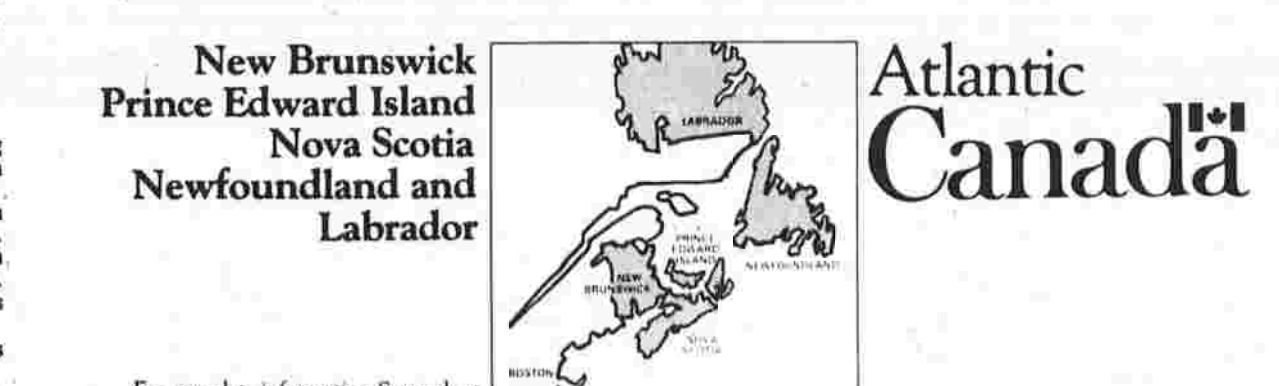 New Brunswick
Prince Edward Island
Nova Scotia
Newfoundland and
Labrador
LABRADOR
PRINCE
EDWARD
ISLAND
NEWFOUNDLAND
NEW
BRUNSWICK
NOVA
SCOTIA
BOSTON
Atlantic
Canada